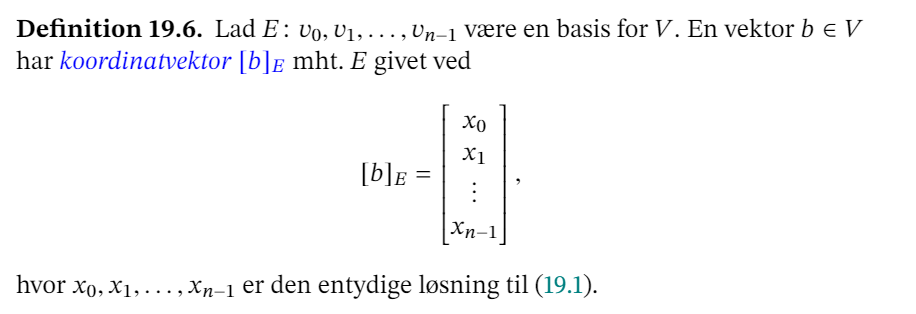 Definition 19.6. Lad E: v₀, v₁, . . . , vₙ₋₁ være en basis for V. En vektor b ∈ V
har koordinatvektor [b]_E mht. E givet ved
[b]_E = [x₀ x₁ ⋮ xₙ₋₁],
hvor x₀, x₁, . . . , xₙ₋₁ er den entydige løsning til (19.1).